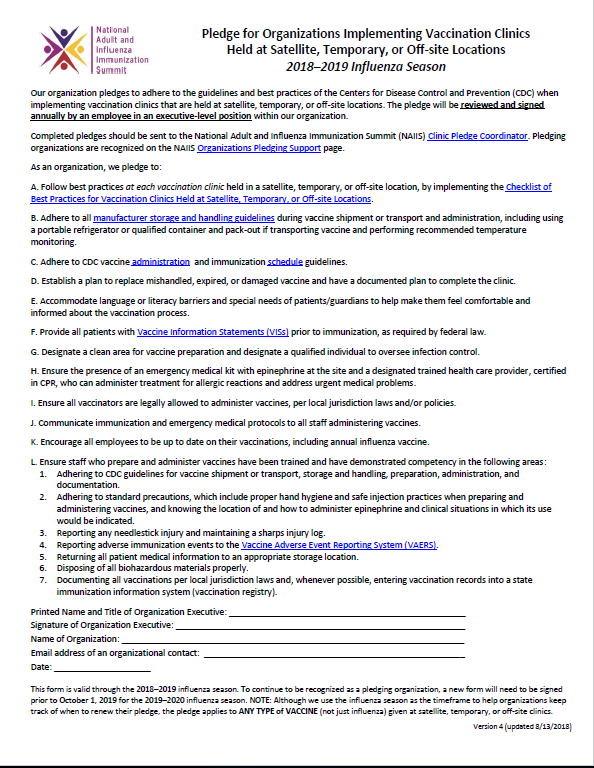 National
Adult and
Influenza
Immunization
Summit
Pledge for Organizations Implementing Vaccination Clinics
Held at Satellite, Temporary, or Off-site Locations
2018–2019 Influenza Season
Our organization pledges to adhere to the guidelines and best practices of the Centers for Disease Control and Prevention (CDC) when
implementing vaccination clinics that are held at satellite, temporary, or off-site locations. The pledge will be reviewed and signed
annually by an employee in an executive-level position within our organization.
Completed pledges should be sent to the National Adult and Influenza Immunization Summit (NAIIS) Clinic Pledge Coordinator. Pledging
organizations are recognized on the NAIIS Organizations Pledging Support page.
As an organization, we pledge to:
A. Follow best practices at each vaccination clinic held in a satellite, temporary, or off-site location, by implementing the Checklist of
Best Practices for Vaccination Clinics Held at Satellite, Temporary, or Off-site Locations.
B. Adhere to all manufacturer storage and handling guidelines during vaccine shipment or transport and administration, including using
a portable refrigerator or qualified container and pack-out if transporting vaccine and performing recommended temperature
monitoring.
C. Adhere to CDC vaccine administration and immunization schedule guidelines.
D. Establish a plan to replace mishandled, expired, or damaged vaccine and have a documented plan to complete the clinic.
E. Accommodate language or literacy barriers and special needs of patients/guardians to help make them feel comfortable and
informed about the vaccination process.
F. Provide all patients with Vaccine Information Statements (VISs) prior to immunization, as required by federal law.
G. Designate a clean area for vaccine preparation and designate a qualified individual to oversee infection control.
H. Ensure the presence of an emergency medical kit with epinephrine at the site and a designated trained health care provider, certified
in CPR, who can administer treatment for allergic reactions and address urgent medical problems.
I. Ensure all vaccinators are legally allowed to administer vaccines, per local jurisdiction laws and/or policies.
J. Communicate immunization and emergency medical protocols to all staff administering vaccines.
K. Encourage all employees to be up to date on their vaccinations, including annual influenza vaccine.
L. Ensure staff who prepare and administer vaccines have been trained and have demonstrated competency in the following areas:
1. Adhering to CDC guidelines for vaccine shipment or transport, storage and handling, preparation, administration, and
documentation.
2. Adhering to standard precautions, which include proper hand hygiene and safe injection practices when preparing and
administering vaccines, and knowing the location of and how to administer epinephrine and clinical situations in which its use
would be indicated.
3. Reporting any needlestick injury and maintaining a sharps injury log.
4. Reporting adverse immunization events to the Vaccine Adverse Event Reporting System (VAERS).
5. Returning all patient medical information to an appropriate storage location.
6. Disposing of all biohazardous materials properly.
7. Documenting all vaccinations per local jurisdiction laws and, whenever possible, entering vaccination records into a state
immunization information system (vaccination registry).
Printed Name and Title of Organization Executive:
Signature of Organization Executive:
Name of Organization:
Email address of an organizational contact:
Date:
This form is valid through the 2018–2019 influenza season. To continue to be recognized as a pledging organization, a new form will need to be signed
prior to October 1, 2019 for the 2019–2020 influenza season. NOTE: Although we use the influenza season as the timeframe to help organizations keep
track of when to renew their pledge, the pledge applies to ANY TYPE of VACCINE (not just influenza) given at satellite, temporary, or off-site clinics.
Version 4 (updated 8/13/2018)